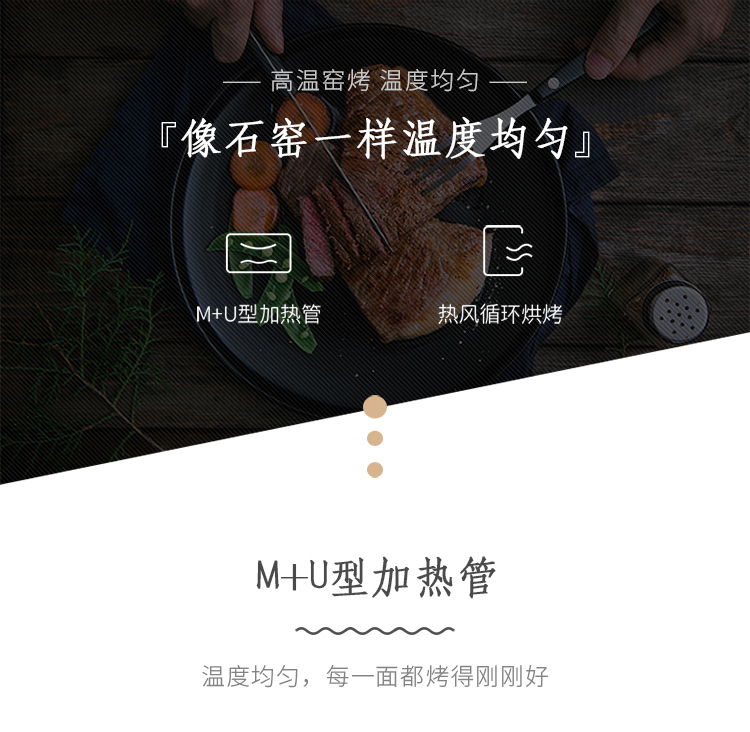 高温窑烤 温度均匀
『像石窑一样温度均匀』
M+U型加热管
热风循环烘烤
M+U型加热管
温度均匀，每一面都烤得刚刚好